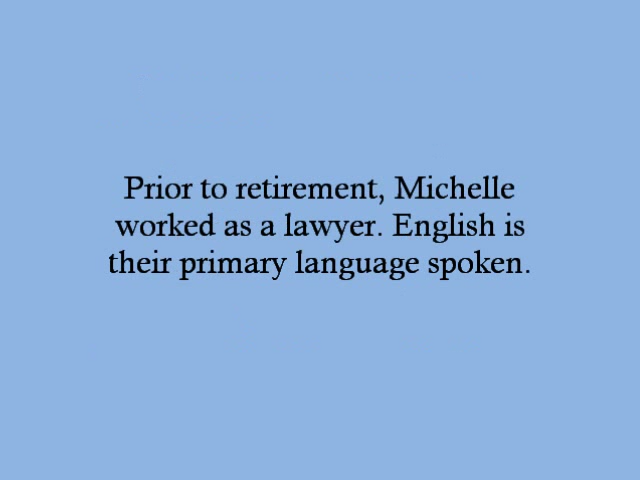 Prior to retirement, Michelle
worked as a lawyer. English is
their primary language spoken.